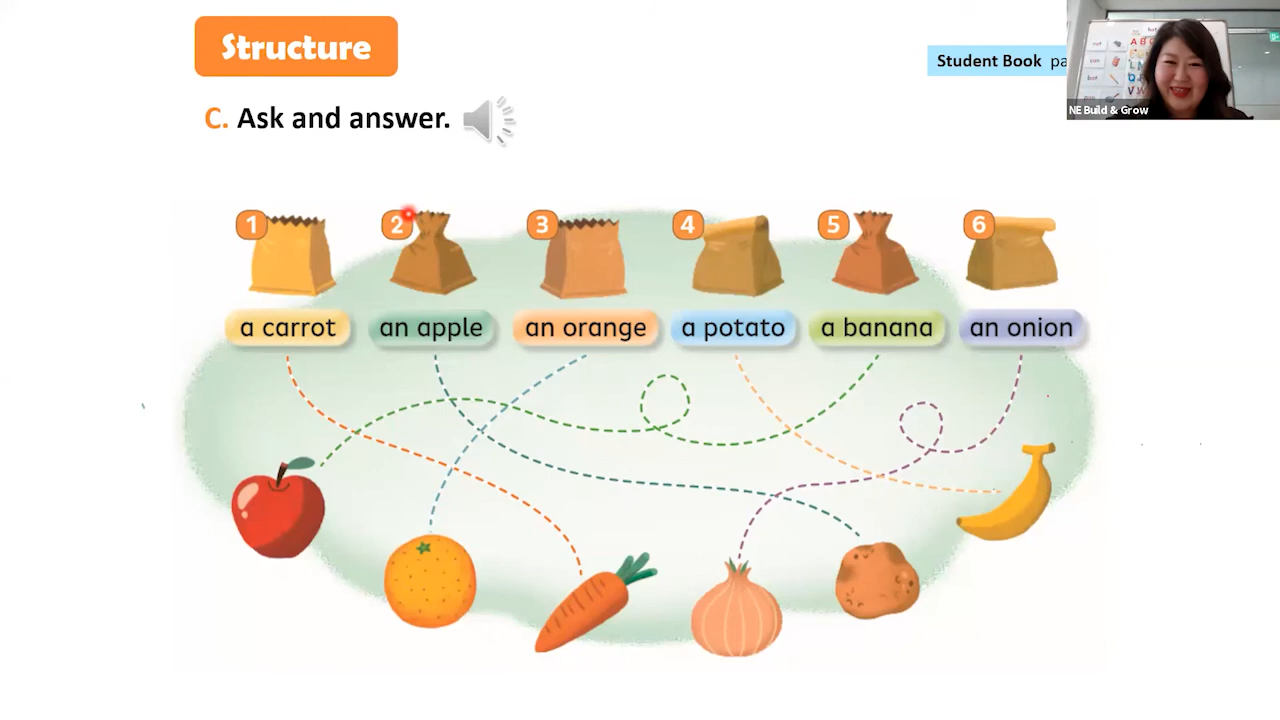 Structure
Student Book pa
NE Build & Grow
C. Ask and answer.
1 2 3 4 5 6
a carrot an apple an orange a potato a banana an onion